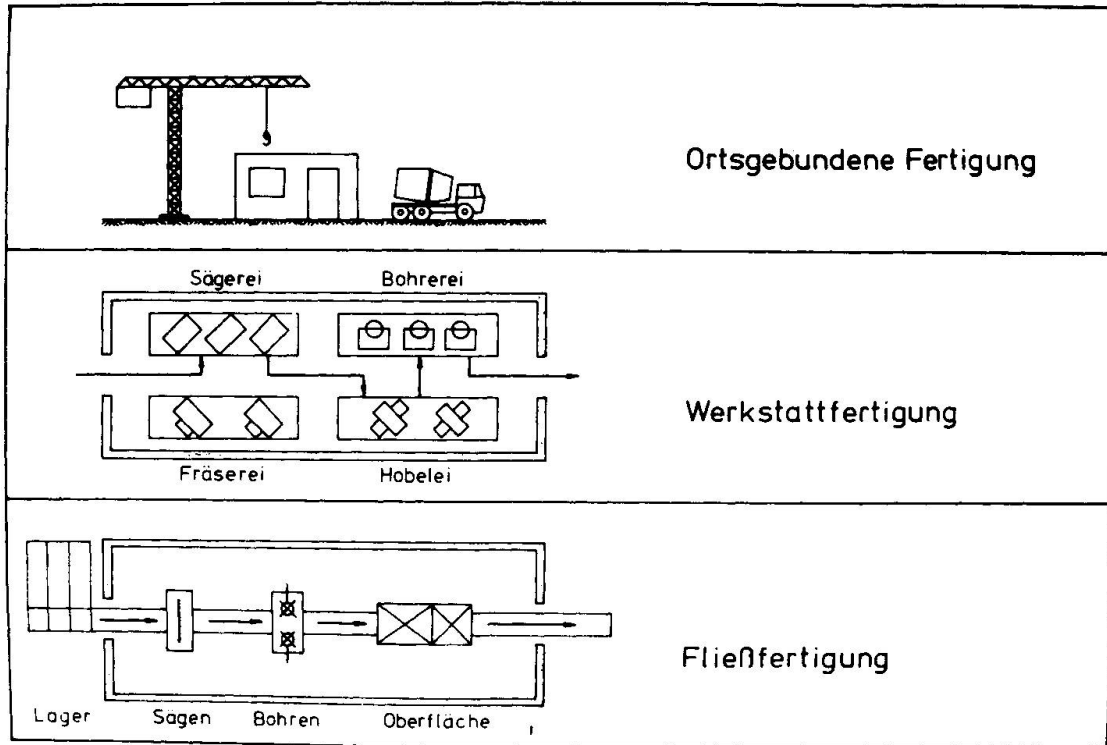 Ortsgebundene Fertigung
Sägerei Bohrerei
Werkstattfertigung
Fräserei Hobelei
Fließfertigung
Lager Sägen Bohren Oberfläche